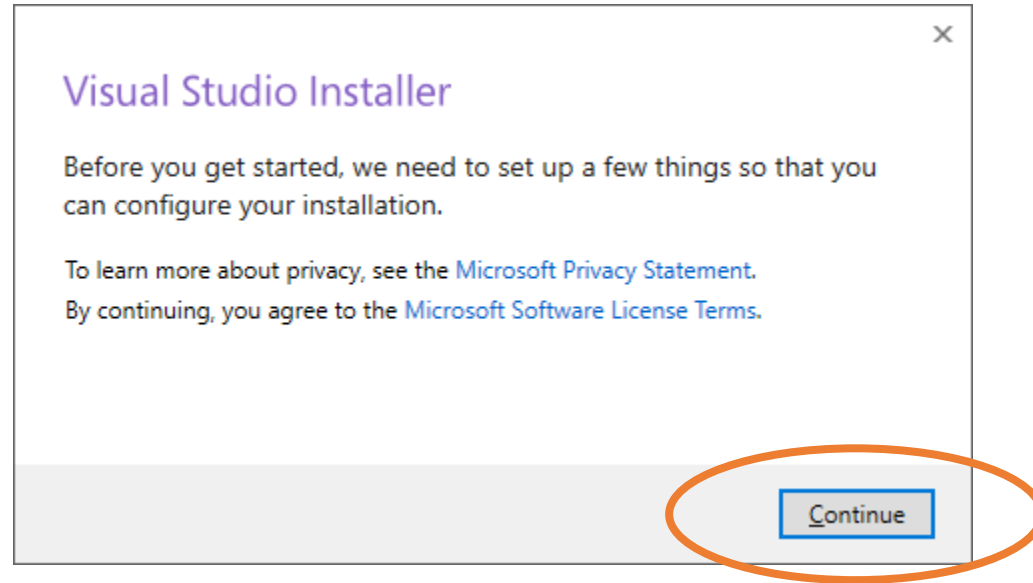 Visual Studio Installer
Before you get started, we need to set up a few things so that you
can configure your installation.
To learn more about privacy, see the Microsoft Privacy Statement.
By continuing, you agree to the Microsoft Software License Terms.
Continue